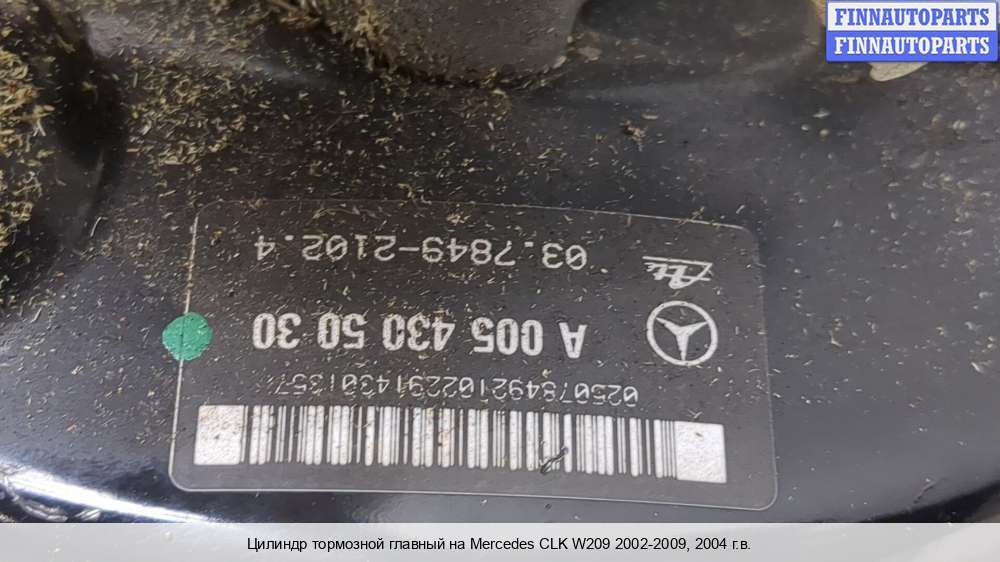 FINNAUTOPARTS
FINNAUTOPARTS
0250784921022914301357
A 005 430 50 30
Ate
03.7849-2102.4
Цилиндр тормозной главный на Mercedes CLK W209 2002-2009, 2004 г.в.